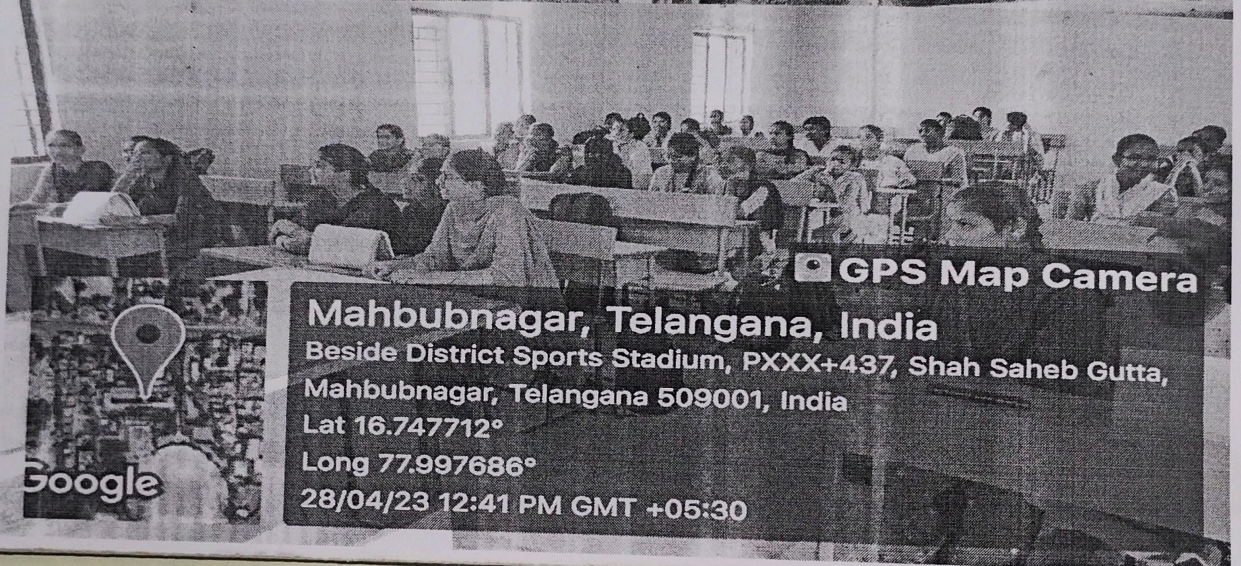 GPS Map Camera
Mahbubnagar, Telangana, India
Beside District Sports Stadium, PXXX+437, Shah Saheb Gutta,
Mahbubnagar, Telangana 509001, India
Lat 16.747712°
Long 77.997686°
28/04/23 12:41 PM GMT +05:30
Google